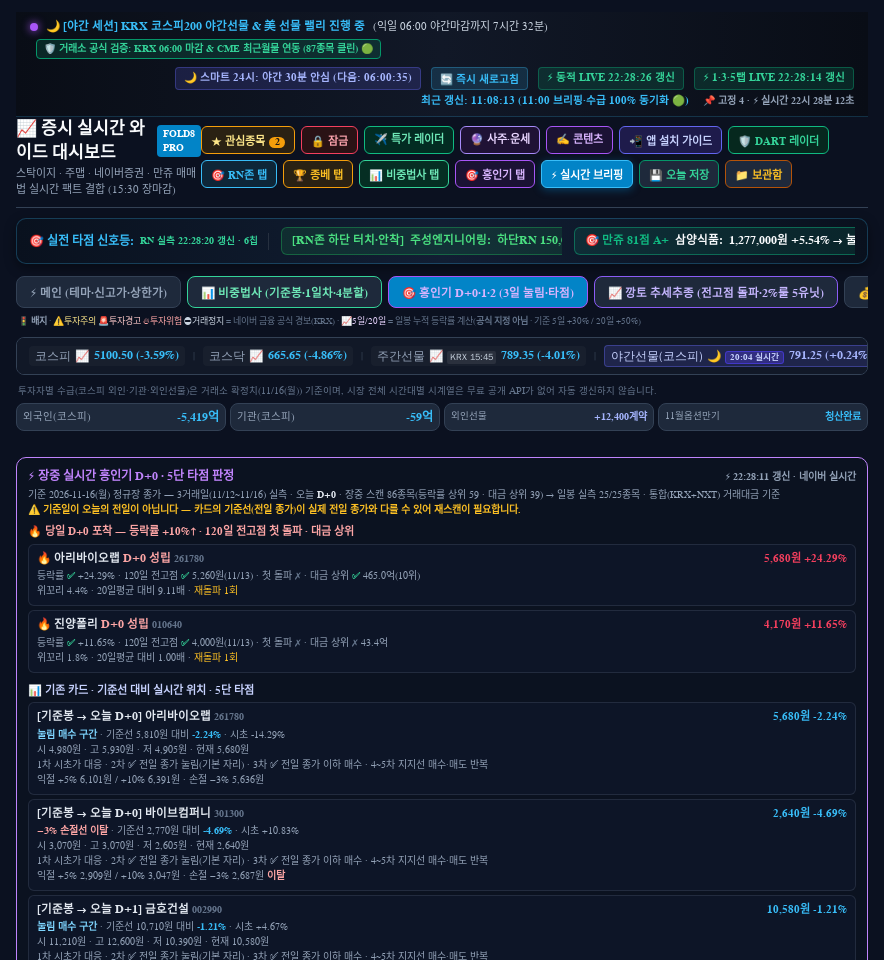 🌙 [야간 세션] KRX 코스피200 야간선물 & 美 선물 랠리 진행 중 (익일 06:00 야간마감까지 7시간 32분)
🛡️ 거래소 공식 검증: KRX 06:00 마감 & CME 최근월물 연동 (87종목 클린) 🟢
🌙 스마트 24시: 야간 30분 안심 (다음: 06:00:35) 🔄 즉시 새로고침 ⚡ 동적 LIVE 22:28:26 갱신 ⚡ 1·3·5탭 LIVE 22:28:14 갱신
최근 갱신: 11:08:13 (11:00 브리핑·수급 100% 동기화 🟢) 📌 고정 4 · ⚡ 실시간 22시 28분 12초
📈 증시 실시간 와이드 대시보드
FOLD8 PRO
스탁이지 · 주맵 · 네이버증권 · 만쥬 매매법 실시간 팩트 결합 (15:30 장마감)
★ 관심종목 2 🔒 잠금 ✈️ 특가 레이더 🔮 사주·운세 ✍️ 콘텐츠 📲 앱 설치 가이드 🛡️ DART 레이더
🎯 RN존 탭 🏆 종베 탭 📊 비중법사 탭 🎯 홍인기 탭 ⚡ 실시간 브리핑 💾 오늘 저장 📁 보관함
🎯 실전 타점 신호등: RN 실측 22:28:20 갱신 · 6칩 [RN존 하단 터치·안착] 주성엔지니어링: 하단RN 150, 🎯 만쥬 81점 A+ 삼양식품: 1,277,000원 +5.54% →
⚡ 메인 (테마·신고가·상한가) 📊 비중법사 (기준봉·1일차·4분할) 🎯 홍인기 D+0·1·2 (3일 눌림·타점) 📈 깡토 추세추종 (전고점 돌파·2%룰 5유닛) 💰
🚦 배지 · ⚠️투자주의 🚨투자경고 ⛔투자위험 ⛔거래정지 = 네이버 금융 공식 경보(KRX) · 📈5일/20일 = 일봉 누적 등락률 계산(공식 지정 아님 · 기준 5일 +30% / 20일 +50%)
코스피 📈 5100.50 (-3.59%) 코스닥 📈 665.65 (-4.86%) 주간선물 📈 KRX 15:45 789.35 (-4.01%) 야간선물(코스피) 🌙 20:04 실시간 791.25 (+0.24%
투자자별 수급(코스피 외인·기관·외인선물)은 거래소 확정치(11/16(月)) 기준이며, 시장 전체 시간대별 시계열은 무료 공개 API가 없어 자동 갱신하지 않습니다.
외국인(코스피) -5,419억 기관(코스피) -59억 외인선물 +12,400계약 11월옵션만기 청산완료
⚡ 장중 실시간 홍인기 D+0 · 5단 타점 판정 ⚡ 22:28:11 갱신 · 네이버 실시간
기준 2026-11-16(월) 정규장 종가 — 3거래일(11/12~11/16) 실측 · 오늘 D+0 · 장중 스캔 86종목(등락률 상위 59 · 대금 상위 39) → 일봉 실측 25/25종목 · 통합(KRX+NXT) 거래대금 기준
⚠️ 기준일이 오늘의 전일이 아닙니다 — 카드의 기준선(전일 종가)이 실제 전일 종가와 다를 수 있어 재스캔이 필요합니다.
🔥 당일 D+0 포착 — 등락률 +10%↑ · 120일 전고점 첫 돌파 · 대금 상위
🔥 아리바이오랩 D+0 성립 261780 5,680원 +24.29%
등락률 ✅ +24.29% · 120일 전고점 ✅ 5,260원(11/13) · 첫 돌파 ✗ · 대금 상위 ✅ 465.0억(10위)
위꼬리 4.4% · 20일평균 대비 9.11배 · 재돌파 1회
🔥 진양폴리 D+0 성립 010640 4,170원 +11.65%
등락률 ✅ +11.65% · 120일 전고점 ✅ 4,000원(11/13) · 첫 돌파 ✗ · 대금 상위 ✗ 43.4억
위꼬리 1.8% · 20일평균 대비 1.00배 · 재돌파 1회
📊 기존 카드 · 기준선 대비 실시간 위치 · 5단 타점
[기준봉 → 오늘 D+0] 아리바이오랩 261780 5,680원 -2.24%
눌림 매수 구간 · 기준선 5,810원 대비 -2.24% · 시초 -14.29%
시 4,980원 · 고 5,930원 · 저 4,905원 · 현재 5,680원
1차 시초가 대응 · 2차 ✅ 전일 종가 눌림(기본 자리) · 3차 ✅ 전일 종가 이하 매수 · 4~5차 지지선 매수·매도 반복
익절 +5% 6,101원 / +10% 6,391원 · 손절 −3% 5,636원
[기준봉 → 오늘 D+0] 바이브컴퍼니 301300 2,640원 -4.69%
−3% 손절선 이탈 · 기준선 2,770원 대비 -4.69% · 시초 +10.83%
시 3,070원 · 고 3,070원 · 저 2,605원 · 현재 2,640원
1차 시초가 대응 · 2차 ✅ 전일 종가 눌림(기본 자리) · 3차 ✅ 전일 종가 이하 매수 · 4~5차 지지선 매수·매도 반복
익절 +5% 2,909원 / +10% 3,047원 · 손절 −3% 2,687원 이탈
[기준봉 → 오늘 D+1] 금호건설 002990 10,580원 -1.21%
눌림 매수 구간 · 기준선 10,710원 대비 -1.21% · 시초 +4.67%
시 11,210원 · 고 12,600원 · 저 10,390원 · 현재 10,580원
1차 시초가 대응 · 2차 ✅ 전일 종가 눌림(기본 자리) · 3차 ✅ 전일 종가 이하 매수 · 4~5차 지지선 매수·매도 반복